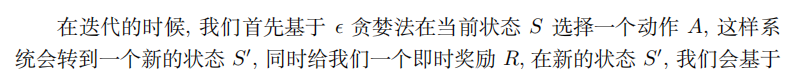 在迭代的时候, 我们首先基于 ϵ 贪婪法在当前状态 S 选择一个动作 A, 这样系
统会转到一个新的状态 S′, 同时给我们一个即时奖励 R, 在新的状态 S′, 我们会基于